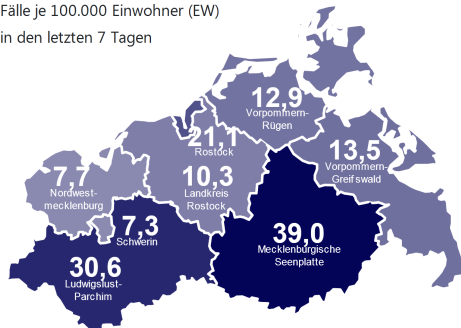 Fälle je 100.000 Einwohner (EW)
in den letzten 7 Tagen
12,9
Vorpommern-
Rügen
21,1
Rostock
13,5
Vorpommern-
Greifswald
7,7
Nordwest-
mecklenburg
10,3
Landkreis
Rostock
7,3
Schwerin
39,0
Mecklenburgische
Seenplatte
30,6
Ludwigslust-
Parchim